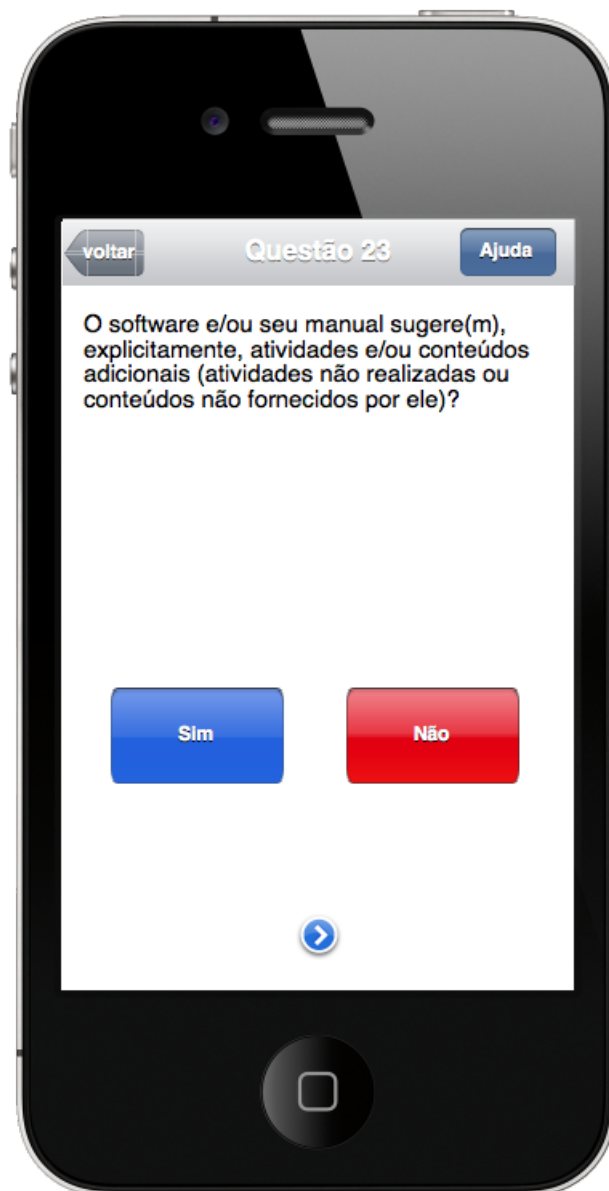 voltar Questão 23 Ajuda
O software e/ou seu manual sugere(m),
explicitamente, atividades e/ou conteúdos
adicionais (atividades não realizadas ou
conteúdos não fornecidos por ele)?
Sim Não